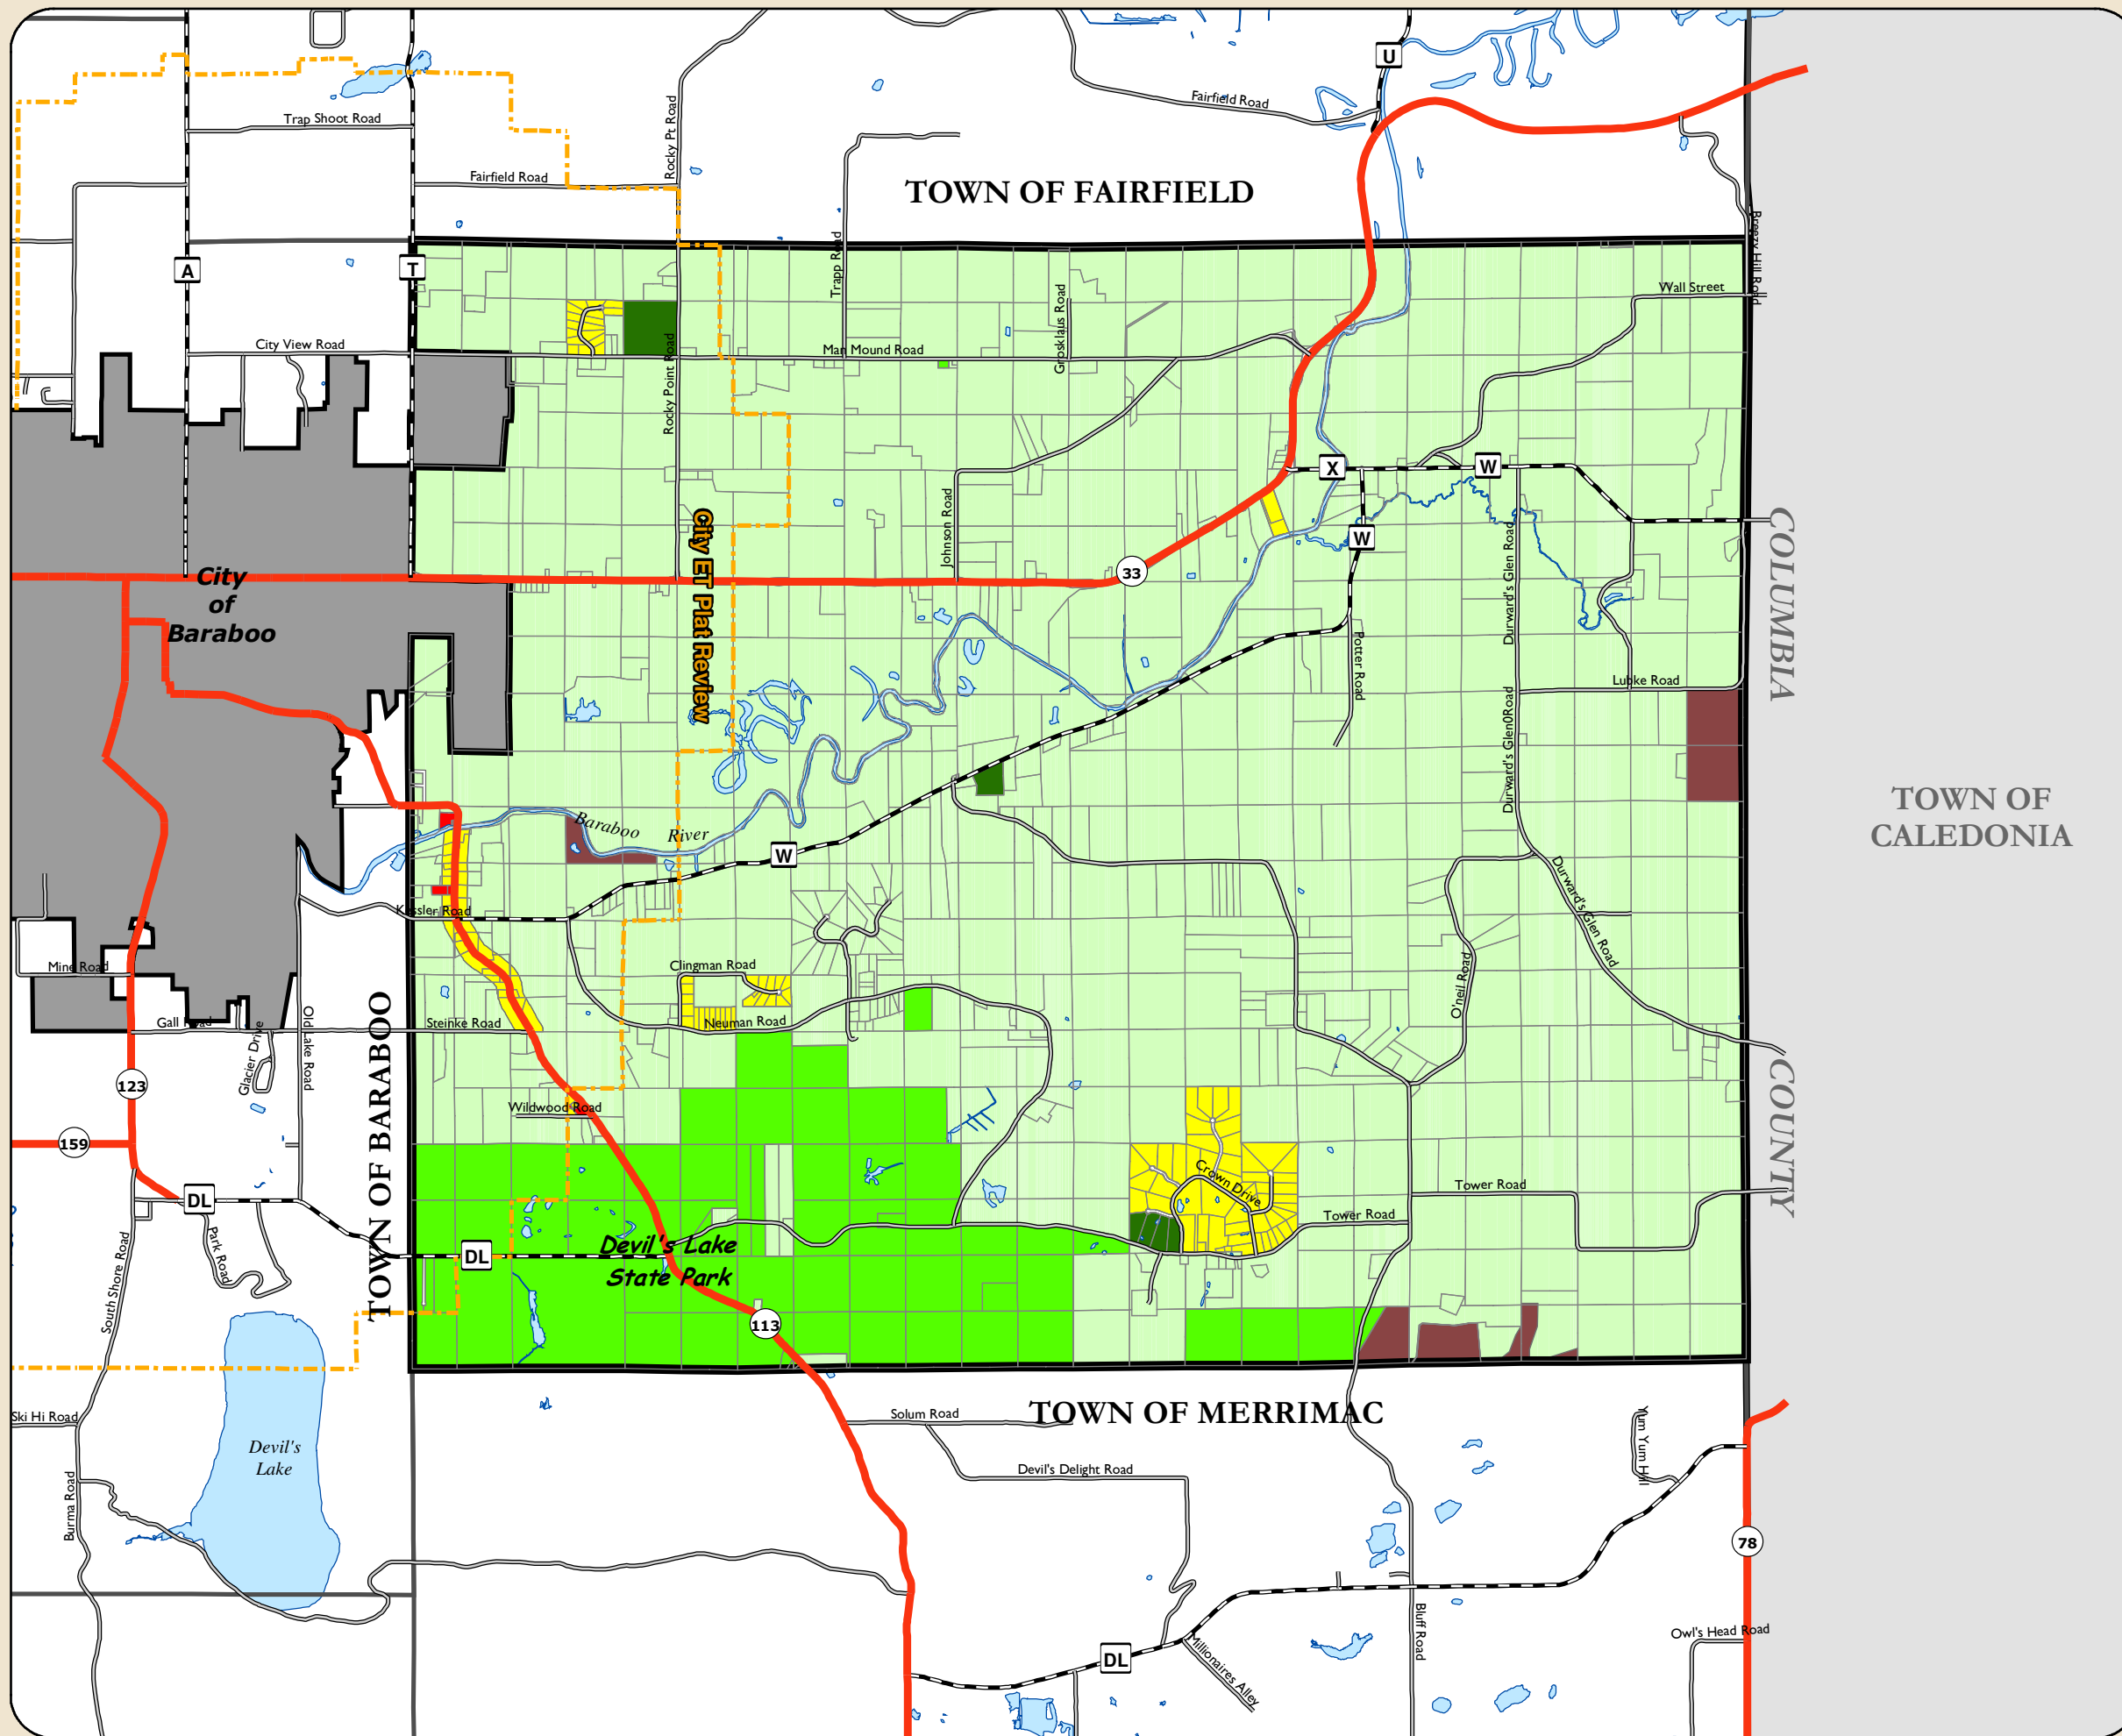 U
Fairfield Road
Trap Shoot Road
Rocky Pt Road
Fairfield Road
TOWN OF FAIRFIELD
A
T
Trapp Road
Breezy Hill Road
Wall Street
Grosklaus Road
City View Road
Man Mound Road
Rocky Point Road
X
W
Johnson Road
W
Durward's Glen Road
COLUMBIA
City ET Plat Review
33
City
of
Baraboo
Potter Road
Lubke Road
Durward's Glen0Road
TOWN OF
CALEDONIA
Baraboo River
W
Kessler Road
Durward's Glen Road
Mine Road
Clingman Road
O'neil Road
Gall Road
Steinke Road
Neuman Road
Glacier Drive
Old Lake Road
TOWN OF BARABOO
COUNTY
123
Wildwood Road
159
Crown Drive
Tower Road
DL
Tower Road
Park Road
South Shore Road
DL
Devil's Lake
State Park
113
Ski Hi Road
Solum Road
TOWN OF MERRIMAC
Yum Yum Hill
Devil's
Lake
Devil's Delight Road
Burma Road
78
Bluff Road
Owl's Head Road
DL
Millionaires Alley